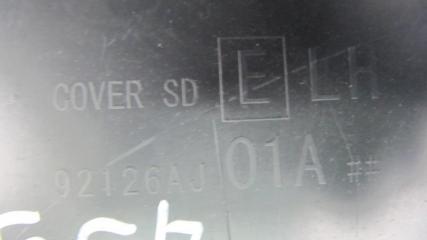 COVER SD E LH
92126AJ 01A ##